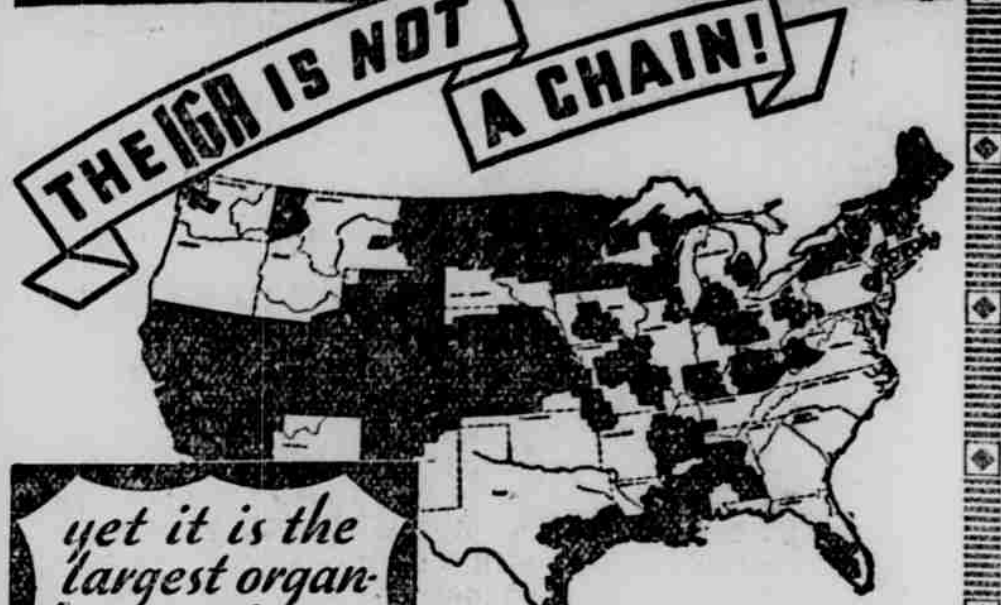 THE IGA IS NOT
A CHAIN!
yet it is the
largest organ-